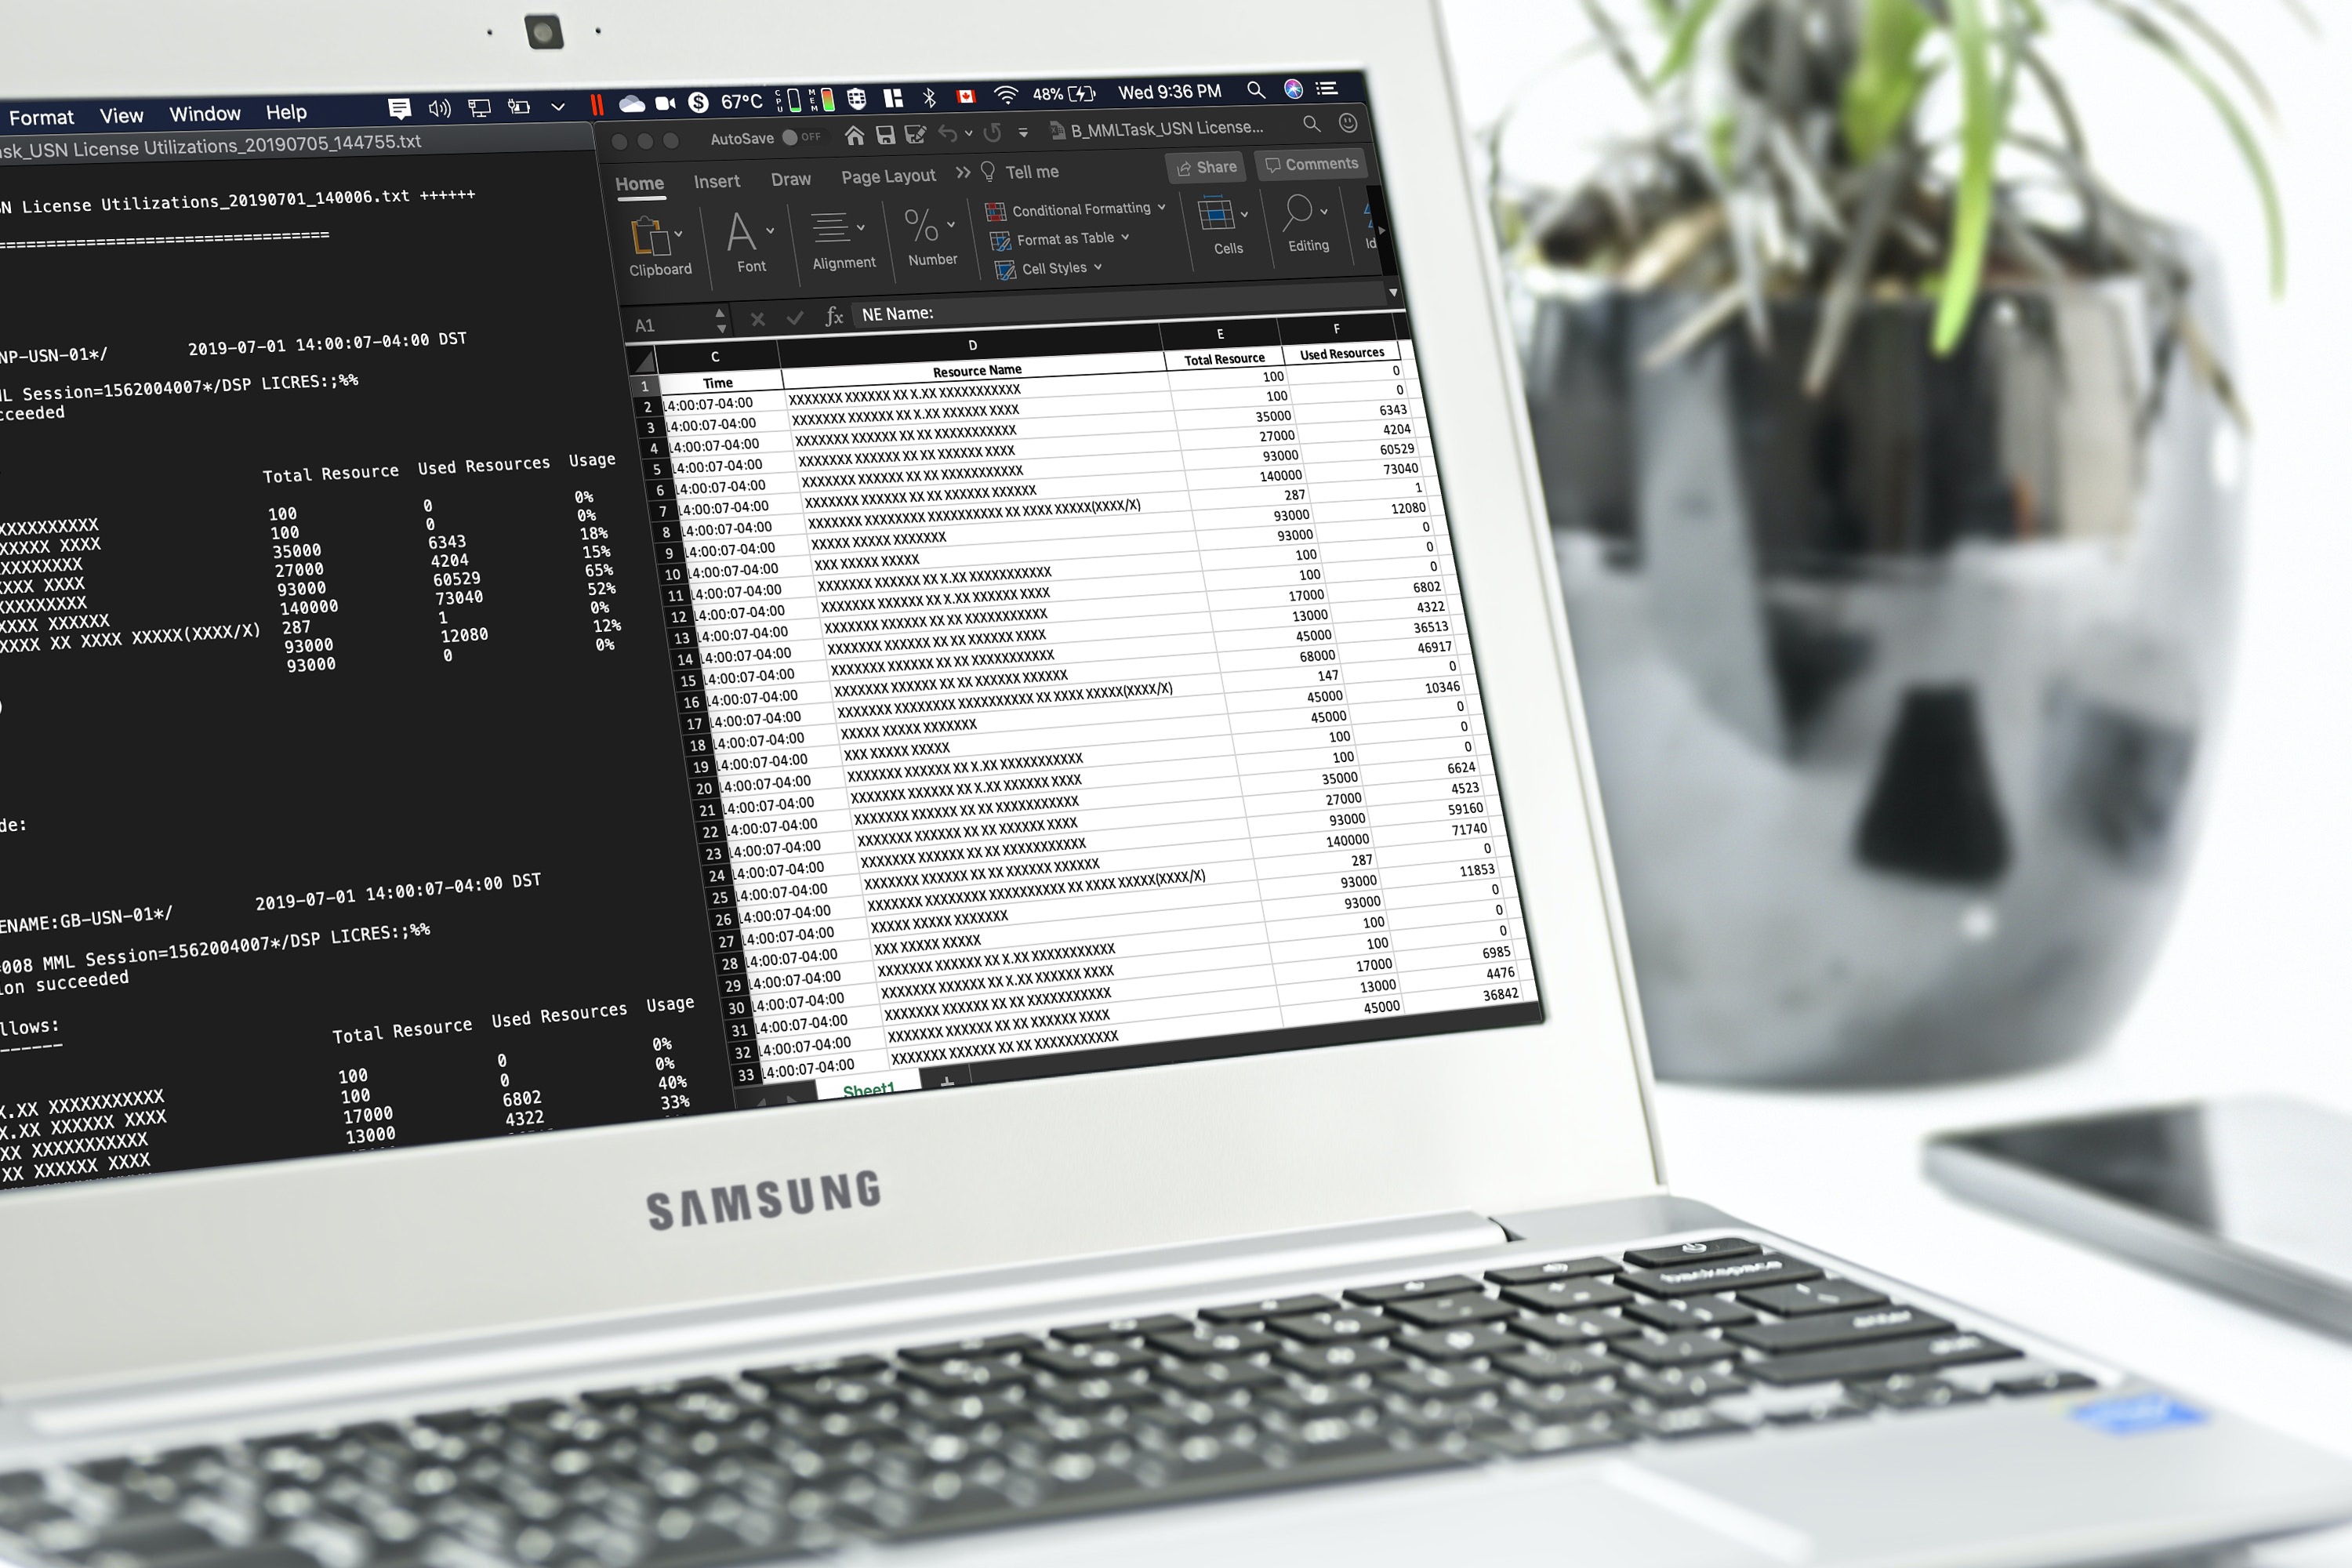 Format View Window Help 67°C CPU MEM 48% Wed 9:36 PM
ask_USN License Utilizations_20190705_144755.txt
N License Utilizations_20190701_140006.txt ++++++
=================================
NP-USN-01*/ 2019-07-01 14:00:07-04:00 DST
L Session=1562004007*/DSP LICRES:;%%
cceeded
Total Resource Used Resources Usage
100 0 0%
XXXXXXXXXX 100 0 0%
XXXXX XXXX 35000 6343 18%
XXXXXXXXX 27000 4204 15%
XXXX XXXX 93000 60529 65%
XXXXXXXXX 140000 73040 52%
XXXX XXXXXX 287 1 0%
XXXX XX XXXX XXXXX(XXXX/X) 93000 12080 12%
93000 0 0%
)
de:
ENAME:GB-USN-01*/ 2019-07-01 14:00:07-04:00 DST
008 MML Session=1562004007*/DSP LICRES:;%%
ion succeeded
llows:
------
Total Resource Used Resources Usage
100 0 0%
X.XX XXXXXXXXXXX 100 0 0%
X.XX XXXXXX XXXX 17000 6802 40%
XX XXXXXXXXXXX 13000 4322 33%
XX XXXXXX XXXX
AutoSave OFF B_MMLTask_USN License...
Home Insert Draw Page Layout Tell me Share Comments
Clipboard Font Alignment Number
Conditional Formatting
Format as Table
Cell Styles
Cells Editing Id
A1 fx NE Name:
C D E F
1 Time Resource Name Total Resource Used Resources
2 14:00:07-04:00 XXXXXXX XXXXXX XX X.XX XXXXXXXXXXX 100 0
3 14:00:07-04:00 XXXXXXX XXXXXX XX X.XX XXXXXX XXXX 100 0
4 14:00:07-04:00 XXXXXXX XXXXXX XX XX XXXXXXXXXXX 35000 6343
5 14:00:07-04:00 XXXXXXX XXXXXX XX XX XXXXXX XXXX 27000 4204
6 14:00:07-04:00 XXXXXXX XXXXXX XX XX XXXXXXXXXXX 93000 60529
7 14:00:07-04:00 XXXXXXX XXXXXX XX XX XXXXXX XXXXXX 140000 73040
8 14:00:07-04:00 XXXXXXX XXXXXXXX XXXXXXXXXX XX XXXX XXXXX(XXXX/X) 287 1
9 14:00:07-04:00 XXXXX XXXXX XXXXXXX 93000 12080
10 14:00:07-04:00 XXX XXXXX XXXXX 93000 0
11 14:00:07-04:00 XXXXXXX XXXXXX XX X.XX XXXXXXXXXXX 100 0
12 14:00:07-04:00 XXXXXXX XXXXXX XX X.XX XXXXXX XXXX 100 0
13 14:00:07-04:00 XXXXXXX XXXXXX XX XX XXXXXXXXXXX 17000 6802
14 14:00:07-04:00 XXXXXXX XXXXXX XX XX XXXXXX XXXX 13000 4322
15 14:00:07-04:00 XXXXXXX XXXXXX XX XX XXXXXXXXXXX 45000 36513
16 14:00:07-04:00 XXXXXXX XXXXXX XX XX XXXXXX XXXXXX 68000 46917
17 14:00:07-04:00 XXXXXXX XXXXXXXX XXXXXXXXXX XX XXXX XXXXX(XXXX/X) 147 0
18 14:00:07-04:00 XXXXX XXXXX XXXXXXX 45000 10346
19 14:00:07-04:00 XXX XXXXX XXXXX 45000 0
20 14:00:07-04:00 XXXXXXX XXXXXX XX X.XX XXXXXXXXXXX 100 0
21 14:00:07-04:00 XXXXXXX XXXXXX XX X.XX XXXXXX XXXX 100 0
22 14:00:07-04:00 XXXXXXX XXXXXX XX XX XXXXXXXXXXX 35000 6624
23 14:00:07-04:00 XXXXXXX XXXXXX XX XX XXXXXX XXXX 27000 4523
24 14:00:07-04:00 XXXXXXX XXXXXX XX XX XXXXXXXXXXX 93000 59160
25 14:00:07-04:00 XXXXXXX XXXXXX XX XX XXXXXX XXXXXX 140000 71740
26 14:00:07-04:00 XXXXXXX XXXXXXXX XXXXXXXXXX XX XXXX XXXXX(XXXX/X) 287 0
27 14:00:07-04:00 XXXXX XXXXX XXXXXXX 93000 11853
28 14:00:07-04:00 XXX XXXXX XXXXX 93000 0
29 14:00:07-04:00 XXXXXXX XXXXXX XX X.XX XXXXXXXXXXX 100 0
30 14:00:07-04:00 XXXXXXX XXXXXX XX X.XX XXXXXX XXXX 100 0
31 14:00:07-04:00 XXXXXXX XXXXXX XX XX XXXXXXXXXXX 17000 6985
32 14:00:07-04:00 XXXXXXX XXXXXX XX XX XXXXXX XXXX 13000 4476
33 14:00:07-04:00 XXXXXXX XXXXXX XX XX XXXXXXXXXXX 45000 36842
Sheet1 +
SAMSUNG
backspace
enter
shift